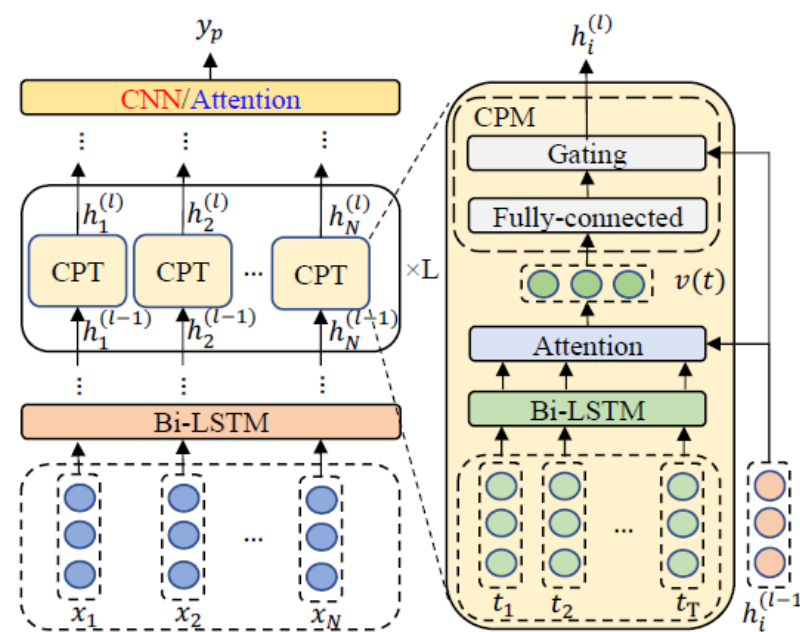 y_p
CNN/Attention
⋮ ⋮ ⋮
h_1^{(l)} h_2^{(l)} h_N^{(l)}
CPT CPT ... CPT
×L
h_1^{(l-1)} h_2^{(l-1)} h_N^{(l-1)}
⋮ ⋮ ⋮
Bi-LSTM
...
x_1 x_2 x_N
h_i^{(l)}
CPM
Gating
Fully-connected
v(t)
Attention
Bi-LSTM
...
t_1 t_2 t_T
h_i^{(l-1